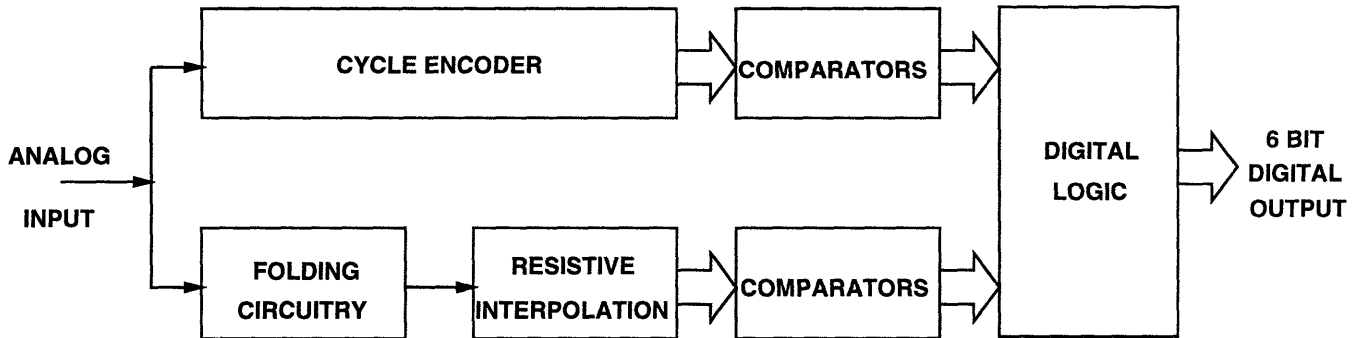 CYCLE ENCODER
COMPARATORS
ANALOG
INPUT
DIGITAL
LOGIC
6 BIT
DIGITAL
OUTPUT
FOLDING
CIRCUITRY
RESISTIVE
INTERPOLATION
COMPARATORS